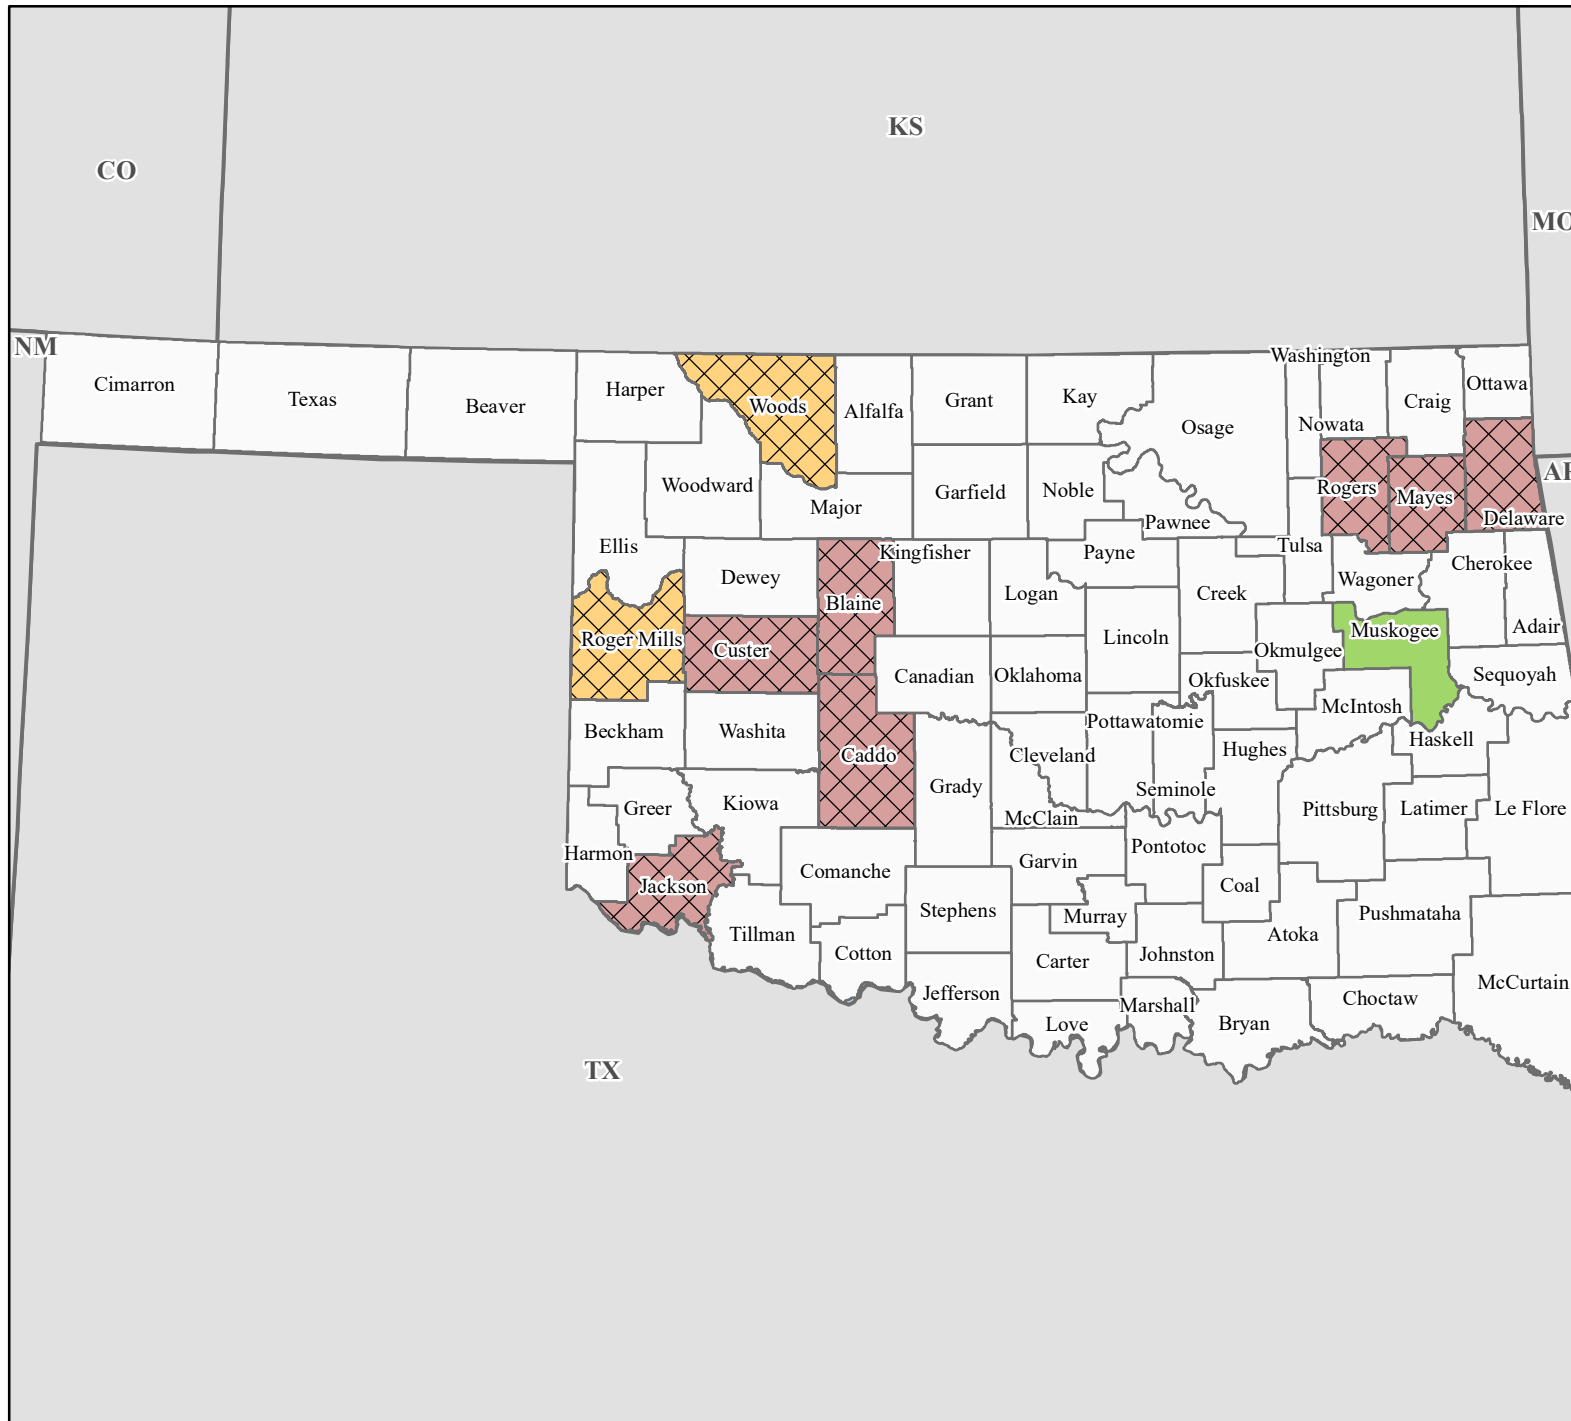 KS
CO
MO
NM
Washington
Cimarron
Texas
Beaver
Harper
Woods
Alfalfa
Grant
Kay
Osage
Nowata
Craig
Ottawa
Woodward
Major
Garfield
Noble
Pawnee
Rogers
Mayes
Delaware
AR
Ellis
Dewey
Kingfisher
Blaine
Logan
Payne
Creek
Tulsa
Wagoner
Cherokee
Adair
Roger Mills
Custer
Canadian
Oklahoma
Lincoln
Okmulgee
Muskogee
Sequoyah
Okfuskee
McIntosh
Beckham
Washita
Caddo
Cleveland
Pottawatomie
Hughes
Haskell
Grady
Seminole
Greer
Kiowa
McClain
Pittsburg
Latimer
Le Flore
Harmon
Jackson
Comanche
Garvin
Pontotoc
Coal
Stephens
Murray
Pushmataha
Tillman
Cotton
Carter
Johnston
Atoka
Jefferson
Love
Marshall
Bryan
Choctaw
McCurtain
TX